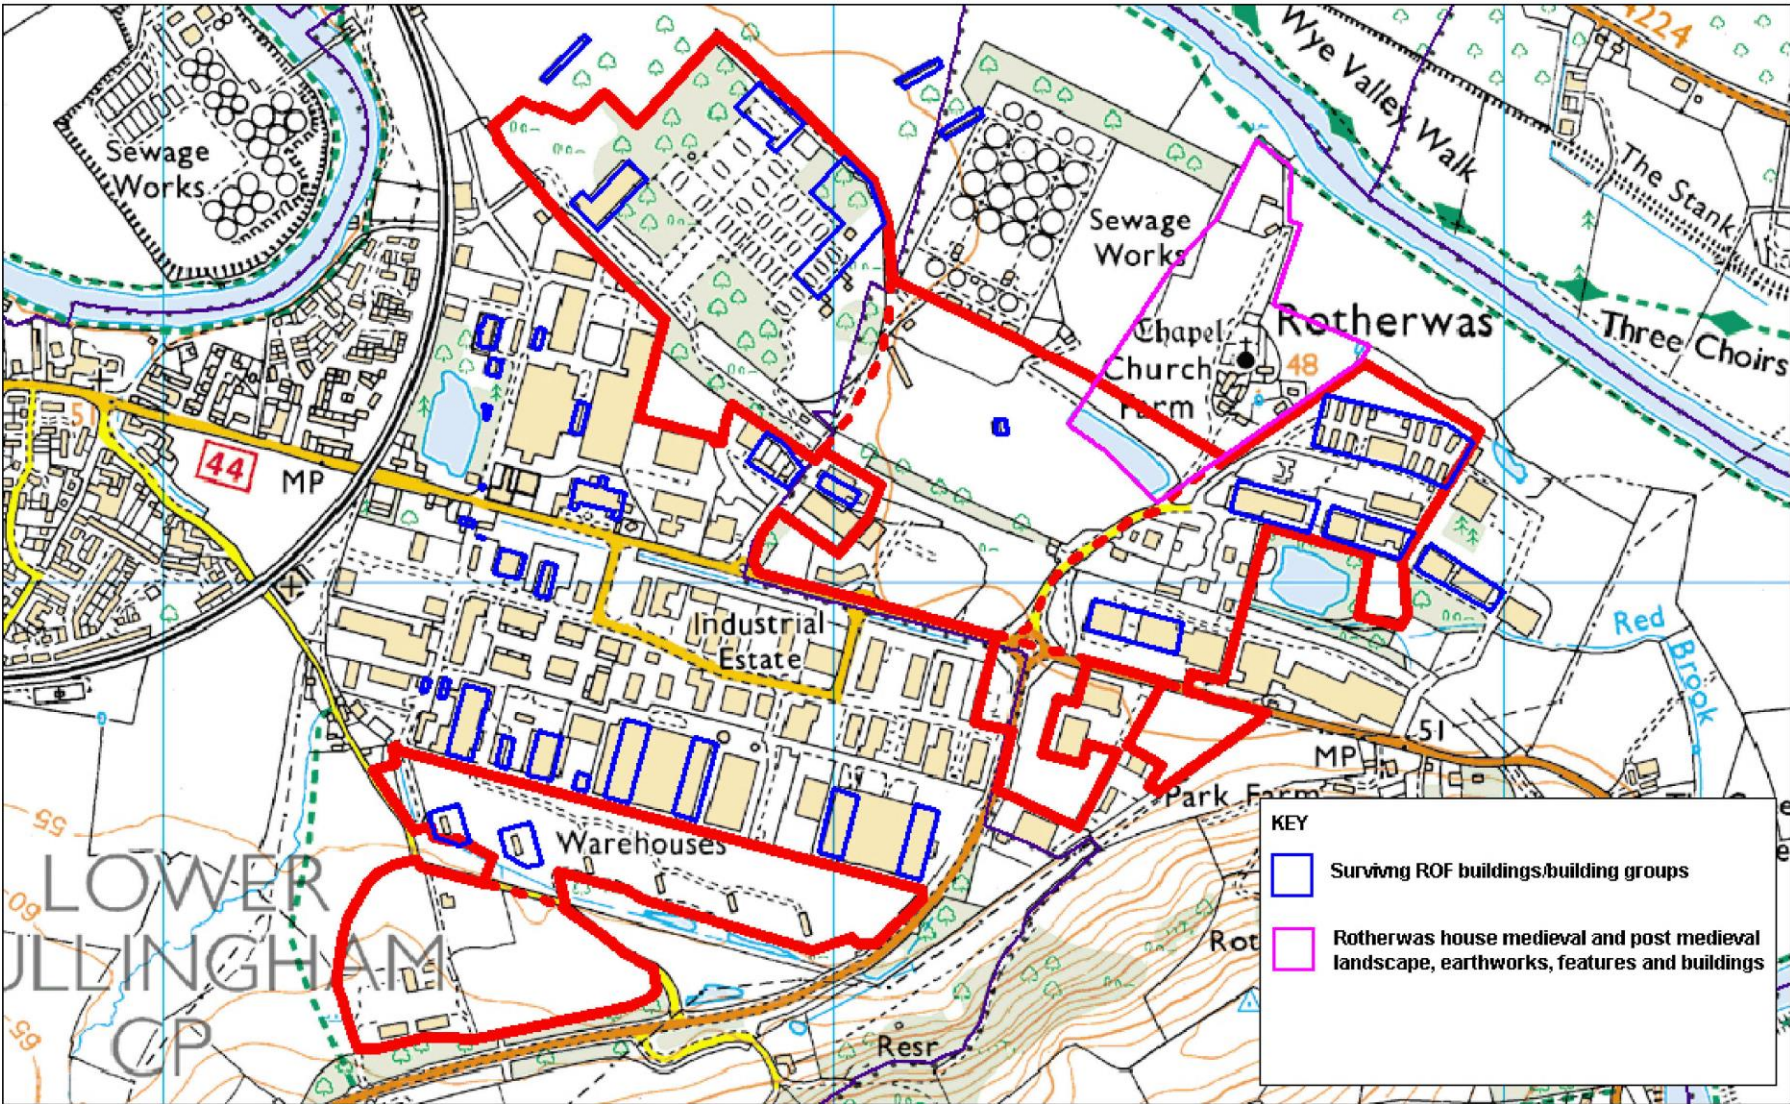 4224
Wye Valley Walk
The Stank
Sewage
Works
Sewage
Works
Rotherwas
Three Choirs
Chapel
Church
Farm
48
51
44
MP
Industrial
Estate
Red
Brook
51
MP
Park Farm
Warehouses
55
60
65
LOWER
ULLINGHAM
CP
Rot
Resr
KEY
Survivng ROF buildings/building groups
Rotherwas house medieval and post medieval
landscape, earthworks, features and buildings